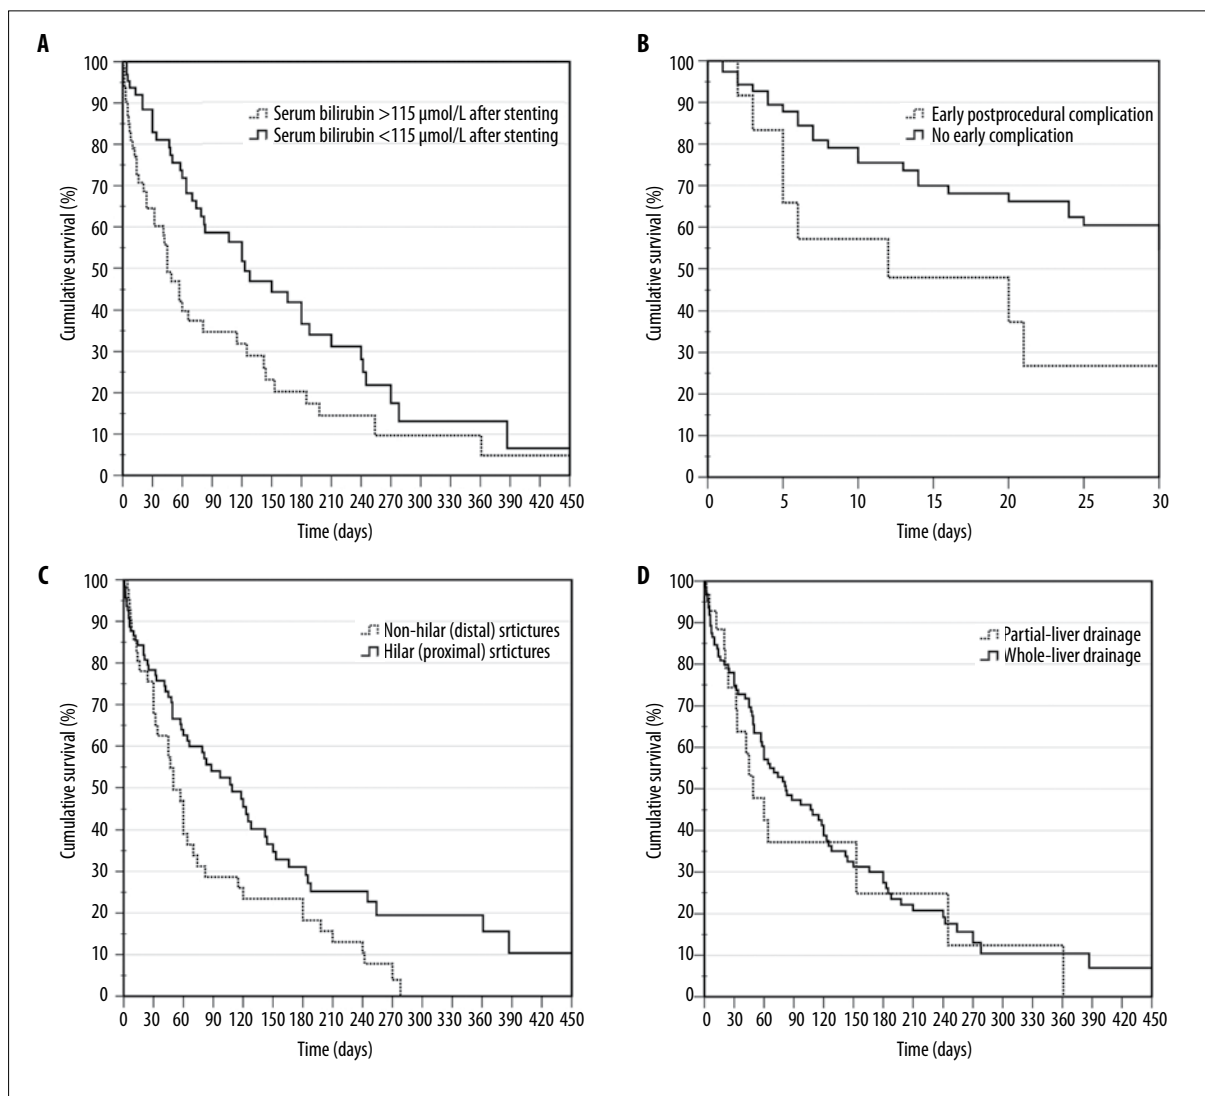 A
Cumulative survival (%)
100
90
80
70
60
50
40
30
20
10
0
Serum bilirubin >115 μmol/L after stenting
Serum bilirubin <115 μmol/L after stenting
0 30 60 90 120 150 180 210 240 270 300 330 360 390 420 450
Time (days)
B
Cumulative survival (%)
100
90
80
70
60
50
40
30
20
10
0
Early postprocedural complication
No early complication
0 5 10 15 20 25 30
Time (days)
C
Cumulative survival (%)
100
90
80
70
60
50
40
30
20
10
0
Non-hilar (distal) srtictures
Hilar (proximal) srtictures
0 30 60 90 120 150 180 210 240 270 300 330 360 390 420 450
Time (days)
D
Cumulative survival (%)
100
90
80
70
60
50
40
30
20
10
0
Partial-liver drainage
Whole-liver drainage
0 30 60 90 120 150 180 210 240 270 300 330 360 390 420 450
Time (days)